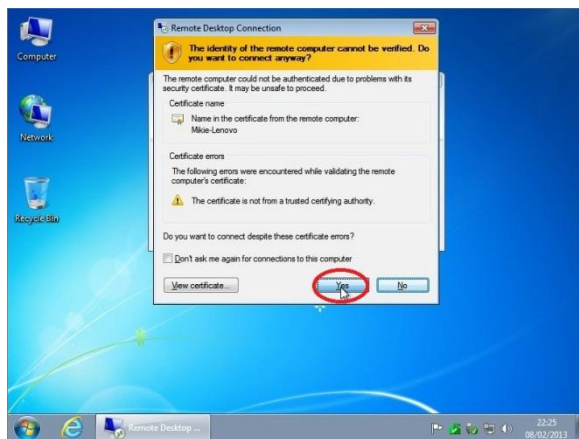 Computer
Network
Recycle Bin
Remote Desktop Connection
The identity of the remote computer cannot be verified. Do
you want to connect anyway?
The remote computer could not be authenticated due to problems with its
security certificate. It may be unsafe to proceed.
Certificate name
Name in the certificate from the remote computer:
Mikie-Lenovo
Certificate errors
The following errors were encountered while validating the remote
computer's certificate:
The certificate is not from a trusted certifying authority.
Do you want to connect despite these certificate errors?
Don't ask me again for connections to this computer
View certificate...
Yes
No
Remote Desktop ...
22:25
08/02/2013